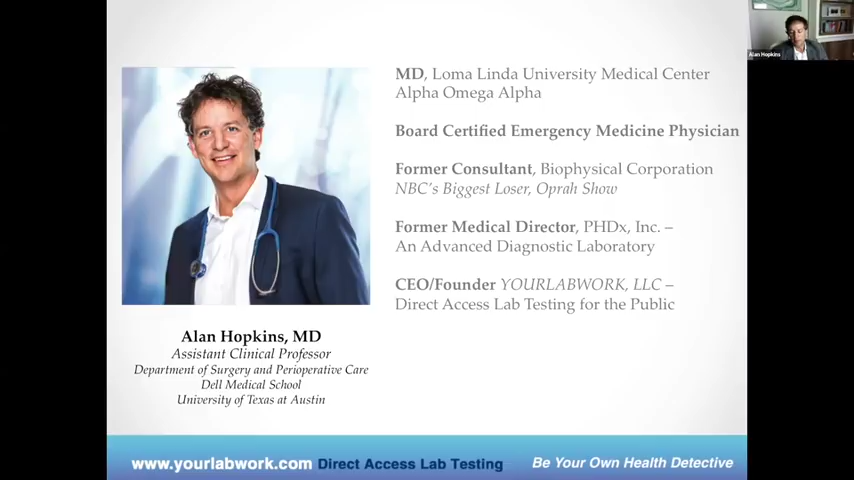 MD, Loma Linda University Medical Center
Alpha Omega Alpha
Board Certified Emergency Medicine Physician
Former Consultant, Biophysical Corporation
NBC's Biggest Loser, Oprah Show
Former Medical Director, PHDx, Inc. –
An Advanced Diagnostic Laboratory
CEO/Founder YOURLABWORK, LLC –
Direct Access Lab Testing for the Public
Alan Hopkins, MD
Assistant Clinical Professor
Department of Surgery and Perioperative Care
Dell Medical School
University of Texas at Austin
www.yourlabwork.com Direct Access Lab Testing
Be Your Own Health Detective
Alan Hopkins